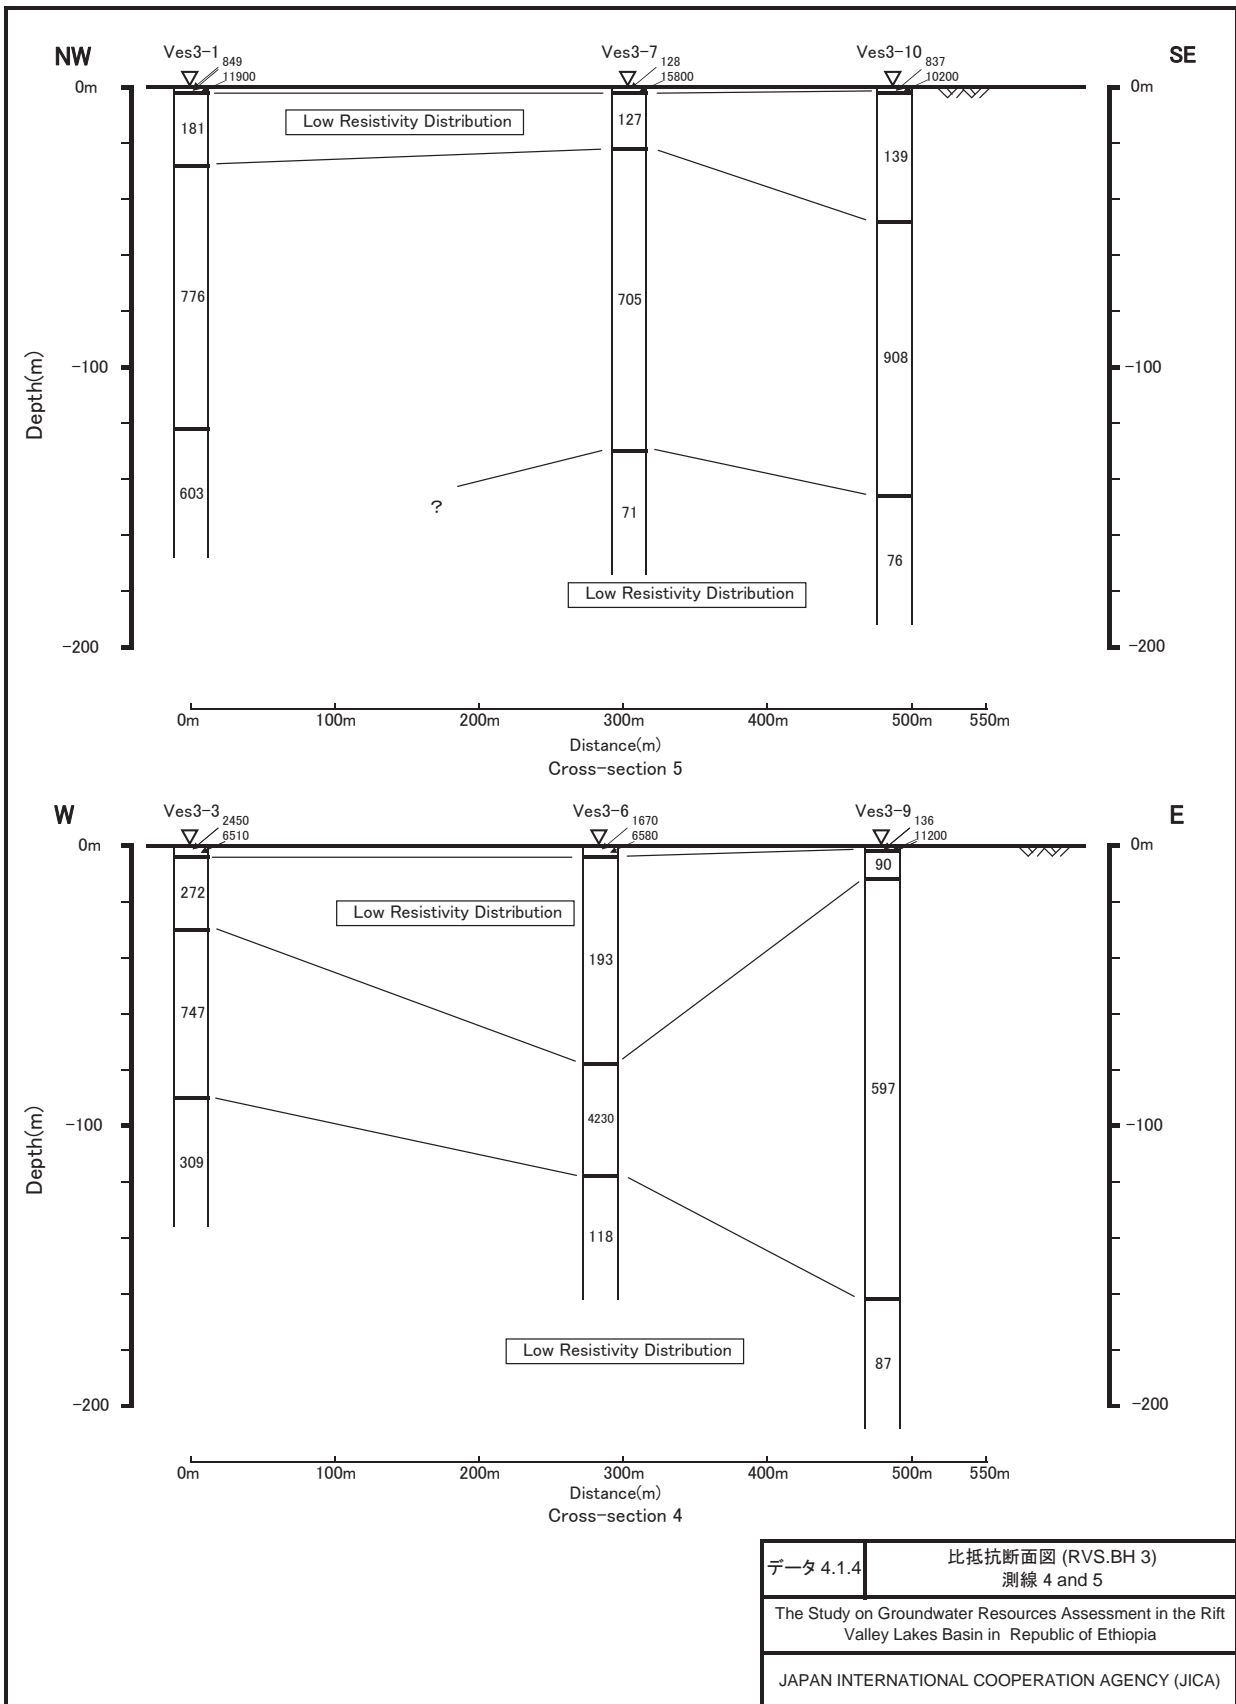 NW
SE
Ves3-1
849
11900
Ves3-7
128
15800
Ves3-10
837
10200
0m
0m
Low Resistivity Distribution
181
127
139
776
705
908
Depth(m)
-100
-100
603
?
71
76
Low Resistivity Distribution
-200
-200
0m 100m 200m 300m 400m 500m 550m
Distance(m)
Cross-section 5
W
E
Ves3-3
2450
6510
Ves3-6
1670
6580
Ves3-9
136
11200
0m
0m
90
272
Low Resistivity Distribution
193
747
597
Depth(m)
-100
-100
4230
309
118
Low Resistivity Distribution
87
-200
-200
0m 100m 200m 300m 400m 500m 550m
Distance(m)
Cross-section 4
データ 4.1.4
比抵抗断面図 (RVS.BH 3)
測線 4 and 5
The Study on Groundwater Resources Assessment in the Rift
Valley Lakes Basin in Republic of Ethiopia
JAPAN INTERNATIONAL COOPERATION AGENCY (JICA)